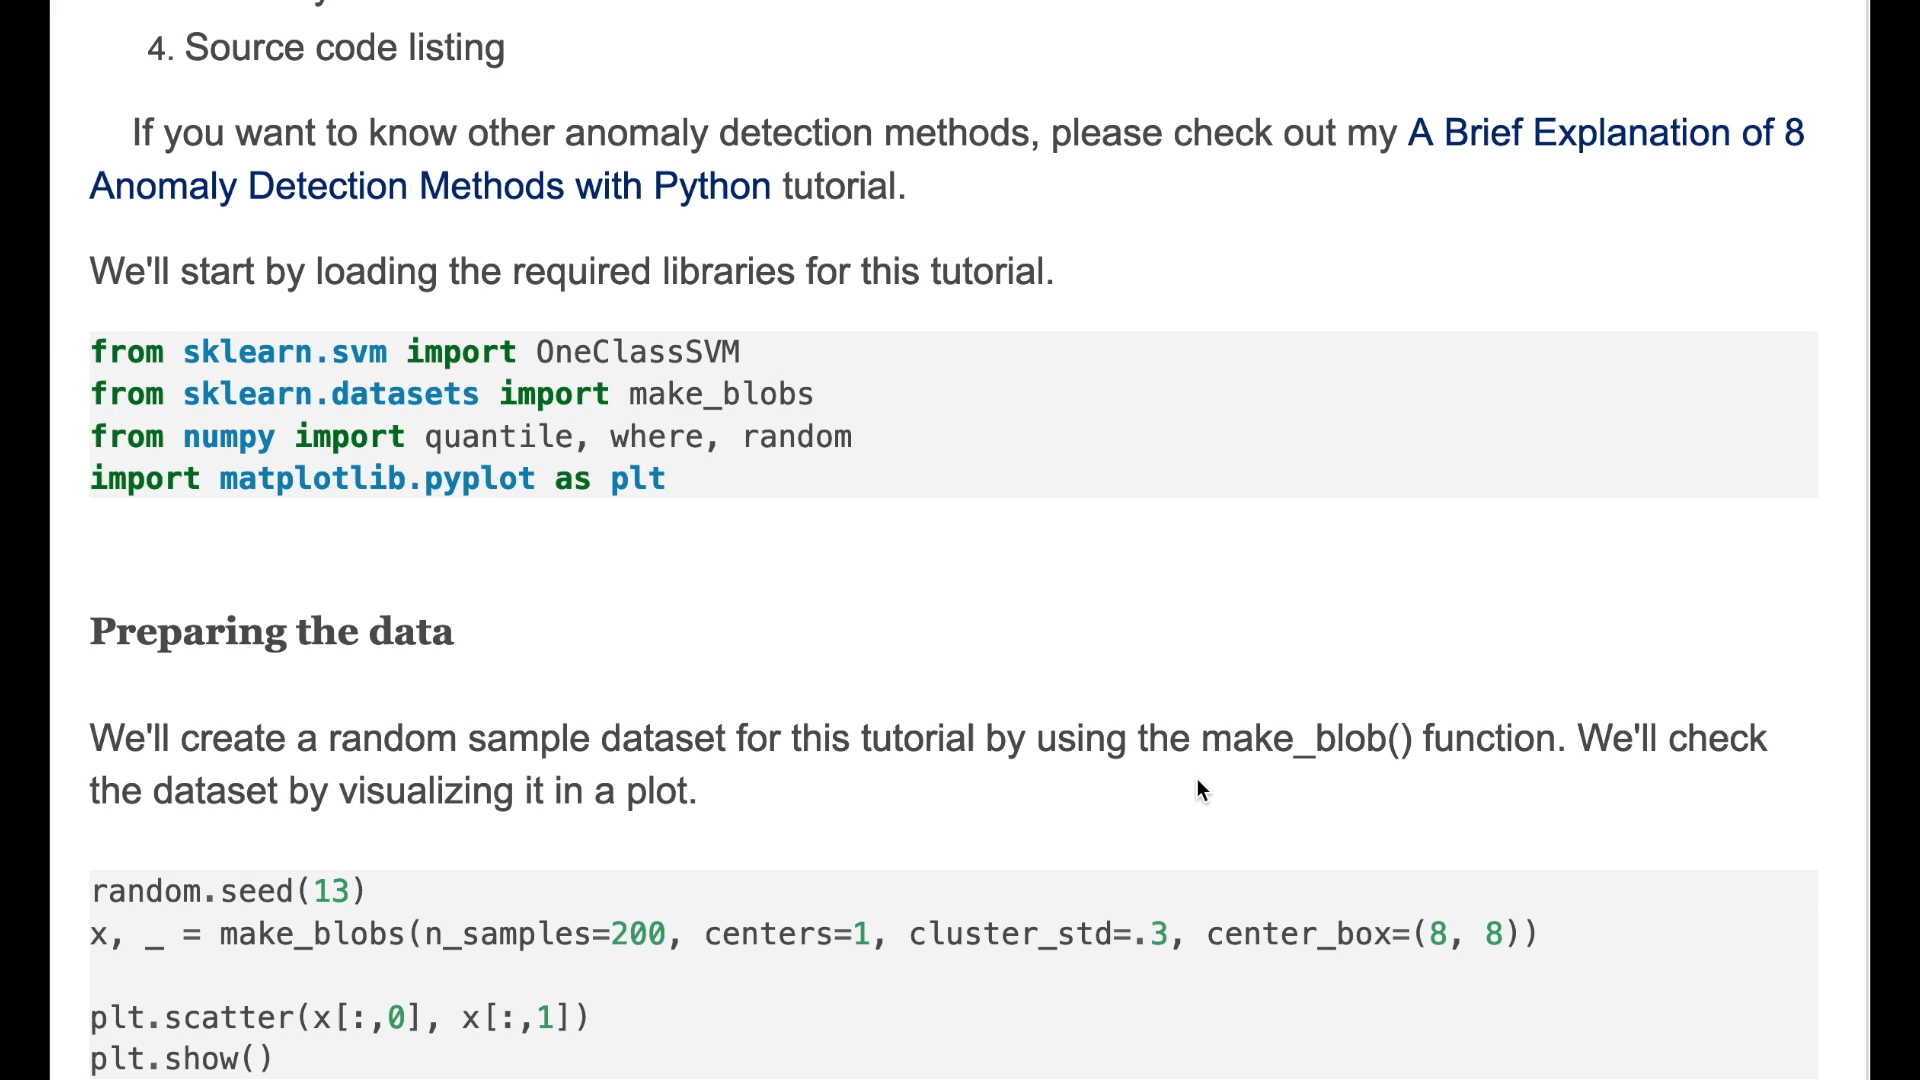 4. Source code listing
If you want to know other anomaly detection methods, please check out my A Brief Explanation of 8
Anomaly Detection Methods with Python tutorial.
We'll start by loading the required libraries for this tutorial.
from sklearn.svm import OneClassSVM
from sklearn.datasets import make_blobs
from numpy import quantile, where, random
import matplotlib.pyplot as plt
Preparing the data
We'll create a random sample dataset for this tutorial by using the make_blob() function. We'll check
the dataset by visualizing it in a plot.
random.seed(13)
x, _ = make_blobs(n_samples=200, centers=1, cluster_std=.3, center_box=(8, 8))
plt.scatter(x[:,0], x[:,1])
plt.show()